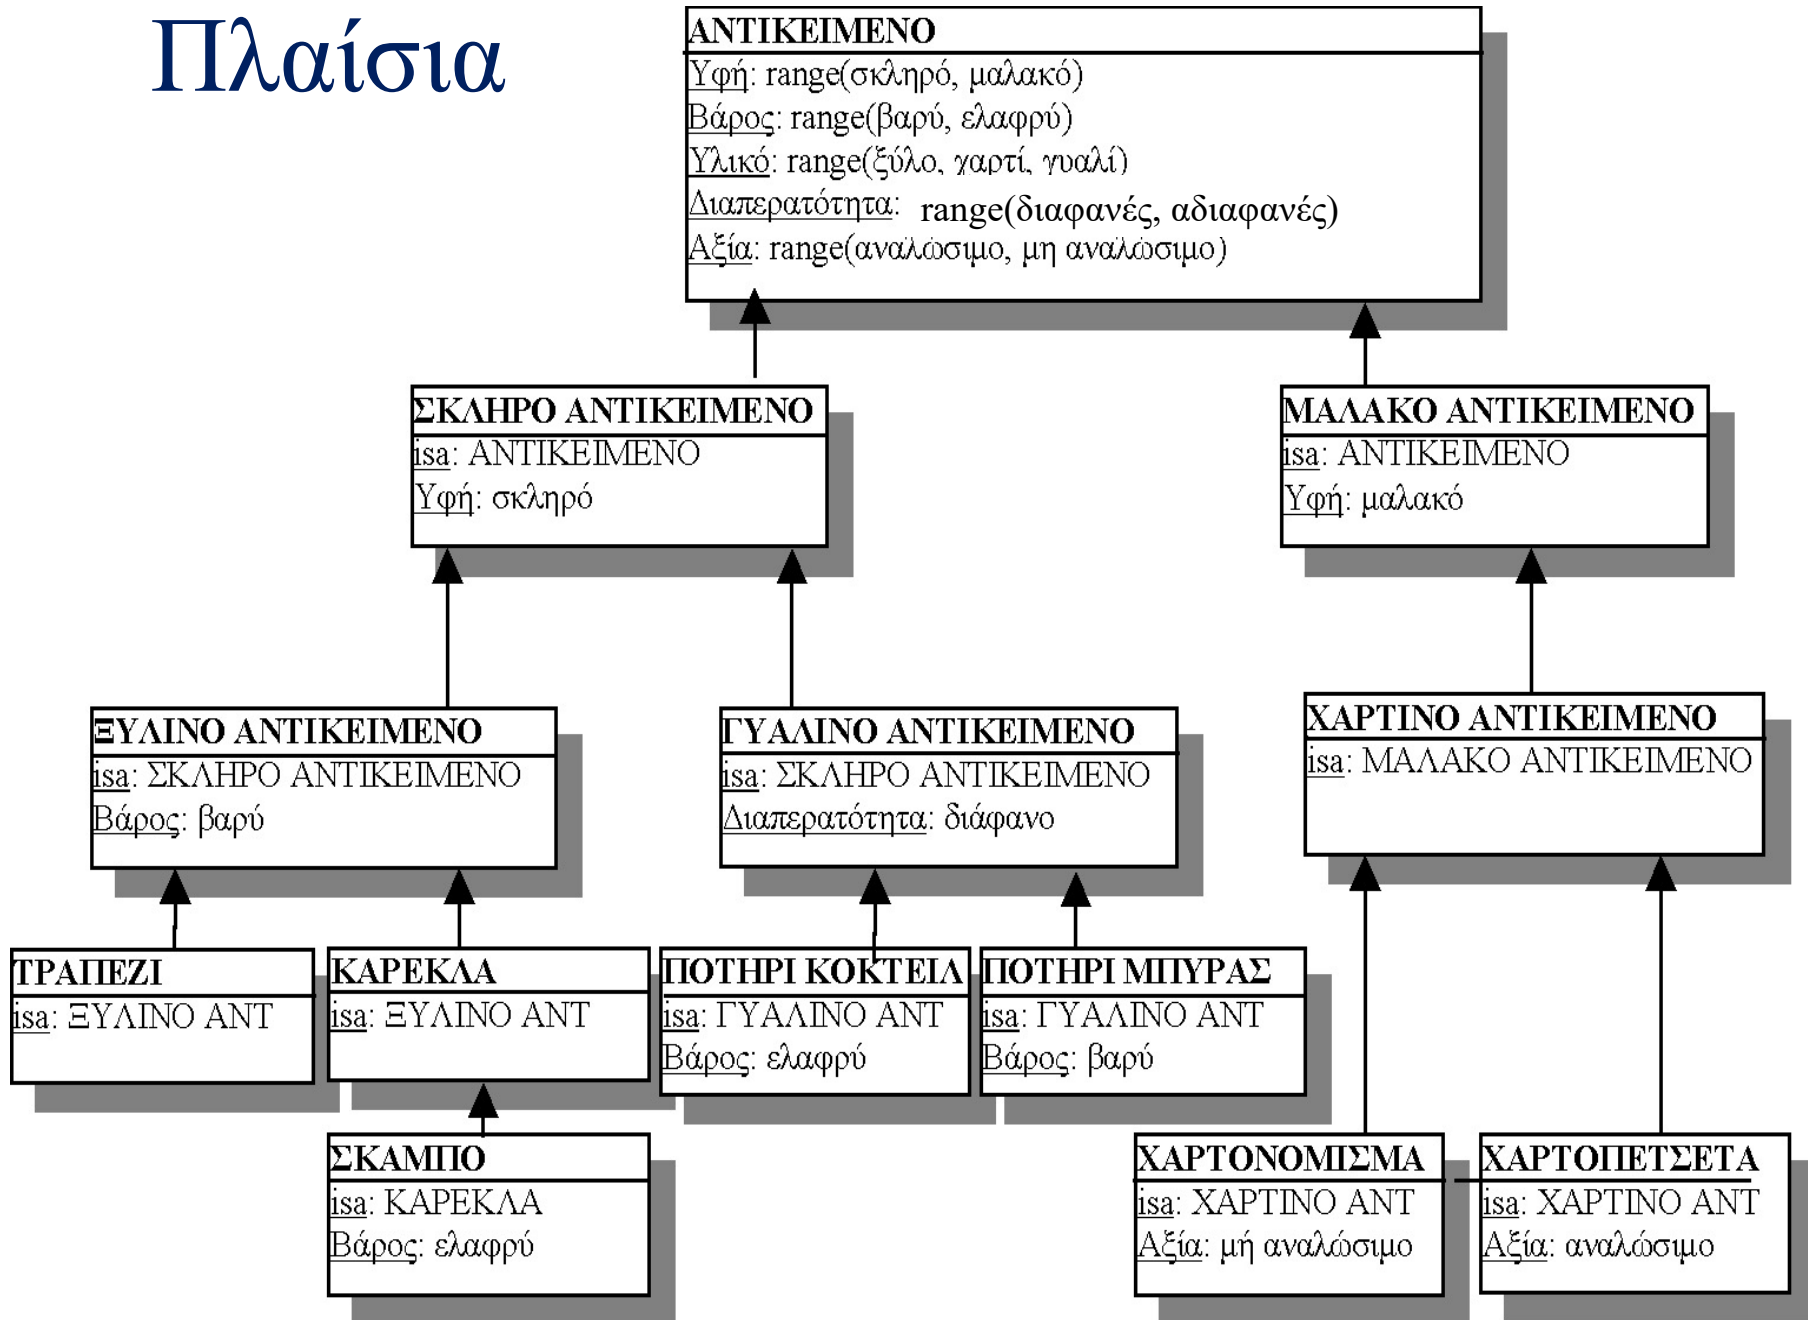 Πλαίσια
ΑΝΤΙΚΕΙΜΕΝΟ
Υφή: range(σκληρό, μαλακό)
Βάρος: range(βαρύ, ελαφρύ)
Υλικό: range(ξύλο, χαρτί, γυαλί)
Διαπερατότητα: range(διαφανές, αδιαφανές)
Αξία: range(αναλώσιμο, μη αναλώσιμο)
ΣΚΛΗΡΟ ΑΝΤΙΚΕΙΜΕΝΟ
isa: ΑΝΤΙΚΕΙΜΕΝΟ
Υφή: σκληρό
ΜΑΛΑΚΟ ΑΝΤΙΚΕΙΜΕΝΟ
isa: ΑΝΤΙΚΕΙΜΕΝΟ
Υφή: μαλακό
ΞΥΛΙΝΟ ΑΝΤΙΚΕΙΜΕΝΟ
isa: ΣΚΛΗΡΟ ΑΝΤΙΚΕΙΜΕΝΟ
Βάρος: βαρύ
ΓΥΑΛΙΝΟ ΑΝΤΙΚΕΙΜΕΝΟ
isa: ΣΚΛΗΡΟ ΑΝΤΙΚΕΙΜΕΝΟ
Διαπερατότητα: διάφανο
ΧΑΡΤΙΝΟ ΑΝΤΙΚΕΙΜΕΝΟ
isa: ΜΑΛΑΚΟ ΑΝΤΙΚΕΙΜΕΝΟ
ΤΡΑΠΕΖΙ
isa: ΞΥΛΙΝΟ ΑΝΤ
ΚΑΡΕΚΛΑ
isa: ΞΥΛΙΝΟ ΑΝΤ
ΠΟΤΗΡΙ ΚΟΚΤΕΙΛ
isa: ΓΥΑΛΙΝΟ ΑΝΤ
Βάρος: ελαφρύ
ΠΟΤΗΡΙ ΜΠΥΡΑΣ
isa: ΓΥΑΛΙΝΟ ΑΝΤ
Βάρος: βαρύ
ΣΚΑΜΠΟ
isa: ΚΑΡΕΚΛΑ
Βάρος: ελαφρύ
ΧΑΡΤΟΝΟΜΙΣΜΑ
isa: ΧΑΡΤΙΝΟ ΑΝΤ
Αξία: μή αναλώσιμο
ΧΑΡΤΟΠΕΤΣΕΤΑ
isa: ΧΑΡΤΙΝΟ ΑΝΤ
Αξία: αναλώσιμο